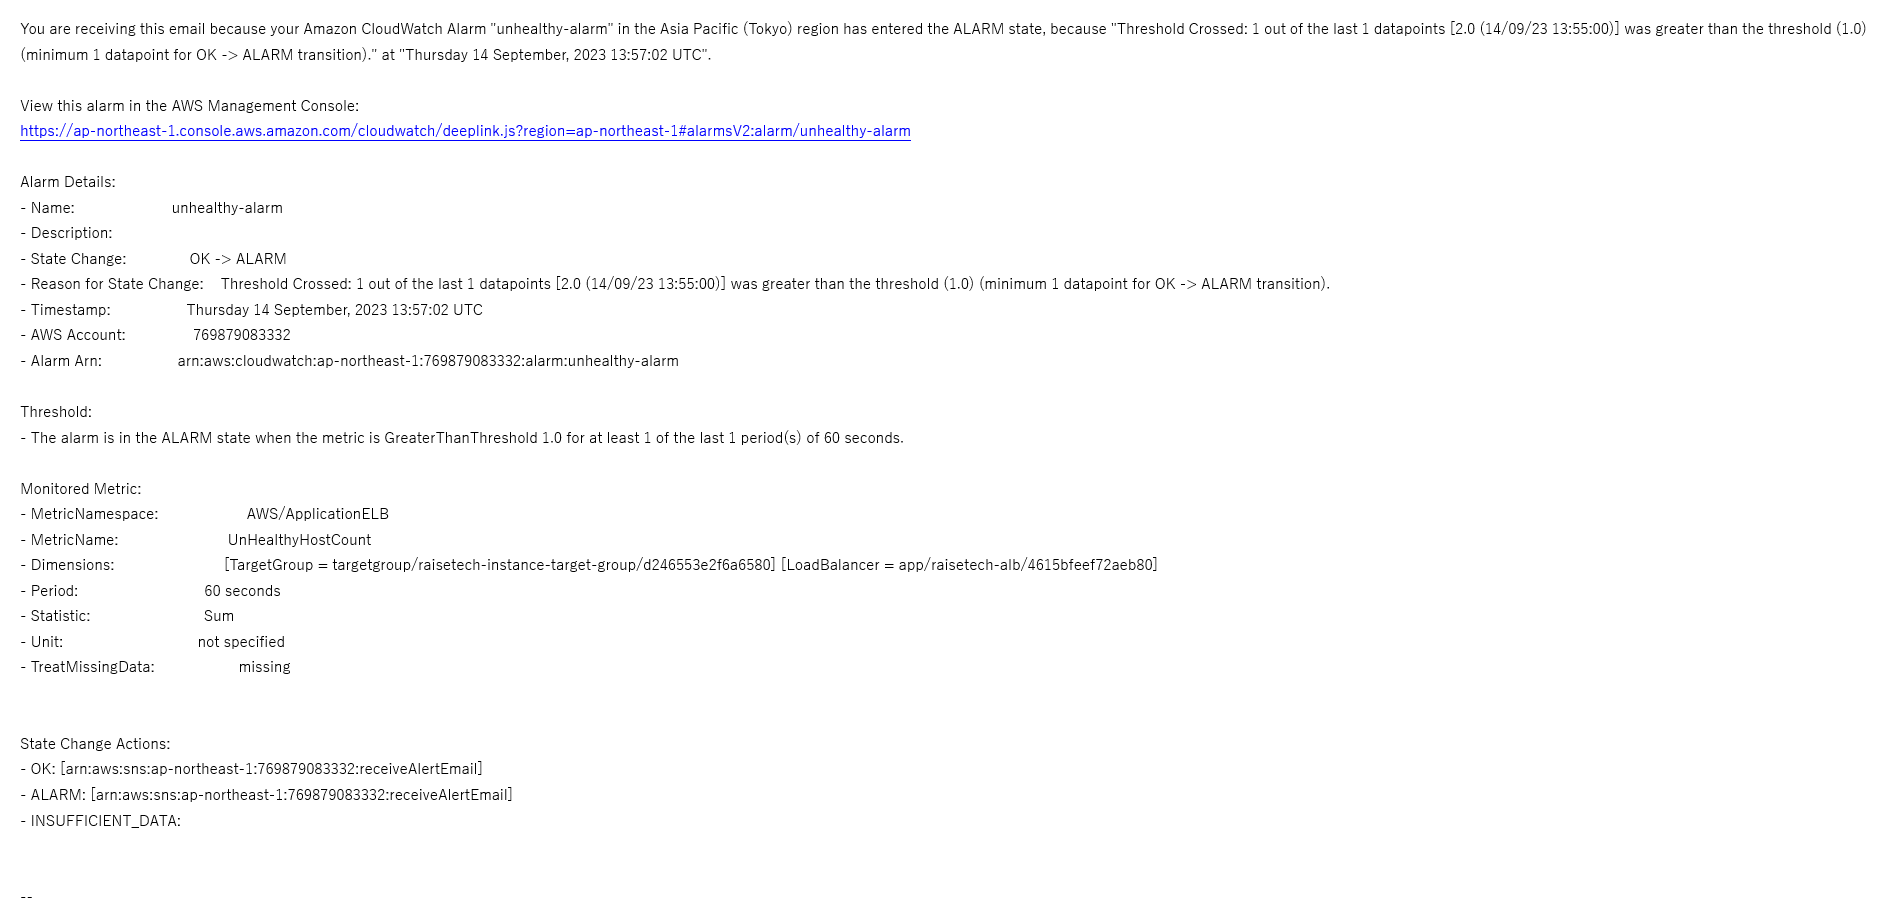 You are receiving this email because your Amazon CloudWatch Alarm "unhealthy-alarm" in the Asia Pacific (Tokyo) region has entered the ALARM state, because "Threshold Crossed: 1 out of the last 1 datapoints [2.0 (14/09/23 13:55:00)] was greater than the threshold (1.0)
(minimum 1 datapoint for OK -> ALARM transition)." at "Thursday 14 September, 2023 13:57:02 UTC".
View this alarm in the AWS Management Console:
https://ap-northeast-1.console.aws.amazon.com/cloudwatch/deeplink.js?region=ap-northeast-1#alarmsV2:alarm/unhealthy-alarm
Alarm Details:
- Name: unhealthy-alarm
- Description:
- State Change: OK -> ALARM
- Reason for State Change: Threshold Crossed: 1 out of the last 1 datapoints [2.0 (14/09/23 13:55:00)] was greater than the threshold (1.0) (minimum 1 datapoint for OK -> ALARM transition).
- Timestamp: Thursday 14 September, 2023 13:57:02 UTC
- AWS Account: 769879083332
- Alarm Arn: arn:aws:cloudwatch:ap-northeast-1:769879083332:alarm:unhealthy-alarm
Threshold:
- The alarm is in the ALARM state when the metric is GreaterThanThreshold 1.0 for at least 1 of the last 1 period(s) of 60 seconds.
Monitored Metric:
- MetricNamespace: AWS/ApplicationELB
- MetricName: UnHealthyHostCount
- Dimensions: [TargetGroup = targetgroup/raisetech-instance-target-group/d246553e2f6a6580] [LoadBalancer = app/raisetech-alb/4615bfeef72aeb80]
- Period: 60 seconds
- Statistic: Sum
- Unit: not specified
- TreatMissingData: missing
State Change Actions:
- OK: [arn:aws:sns:ap-northeast-1:769879083332:receiveAlertEmail]
- ALARM: [arn:aws:sns:ap-northeast-1:769879083332:receiveAlertEmail]
- INSUFFICIENT_DATA:
--